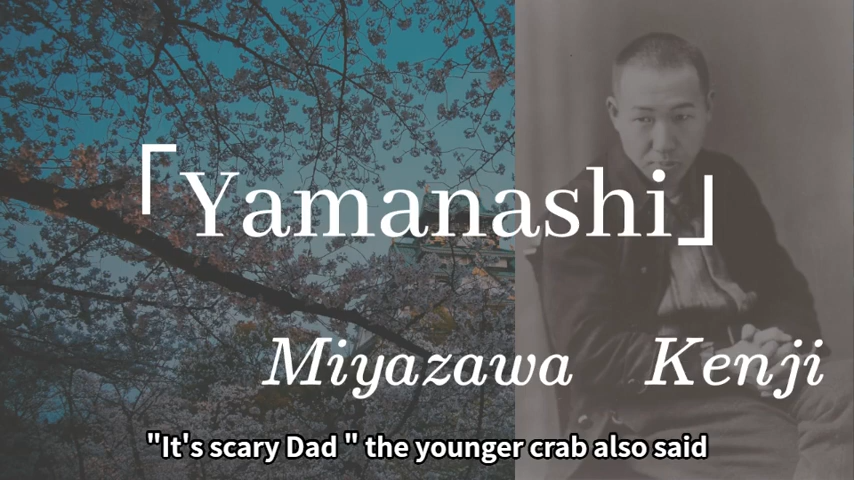 「Yamanashi」
Miyazawa Kenji
"It's scary Dad " the younger crab also said